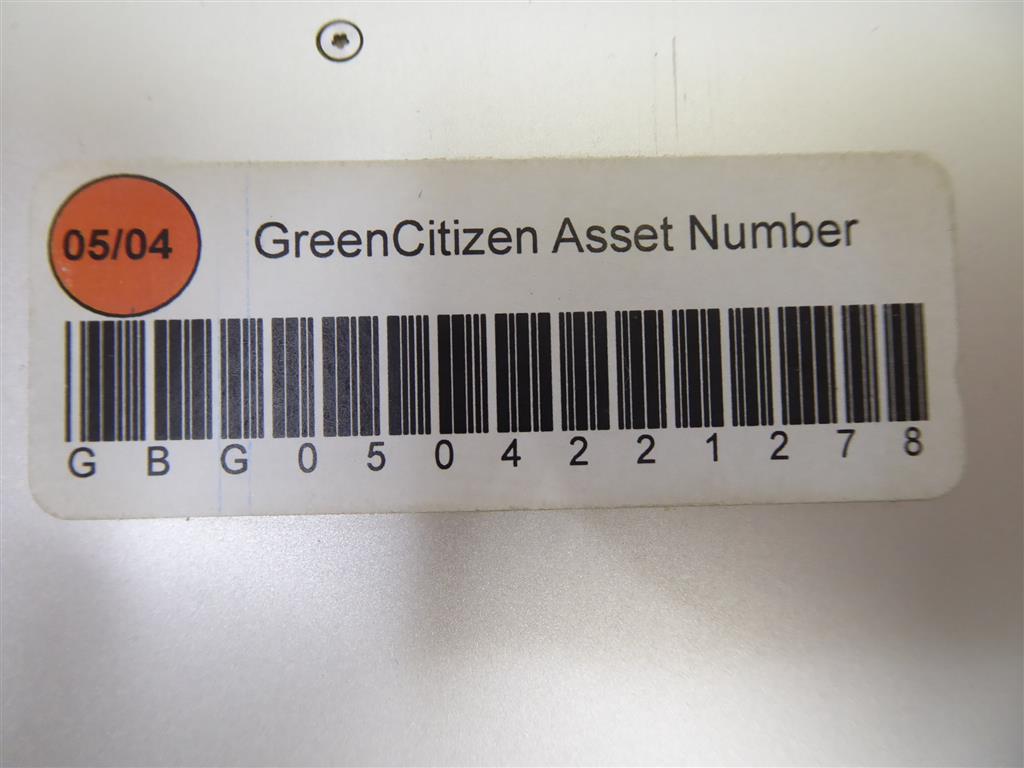 05/04
GreenCitizen Asset Number
G B G 0 5 0 4 2 2 1 2 7 8